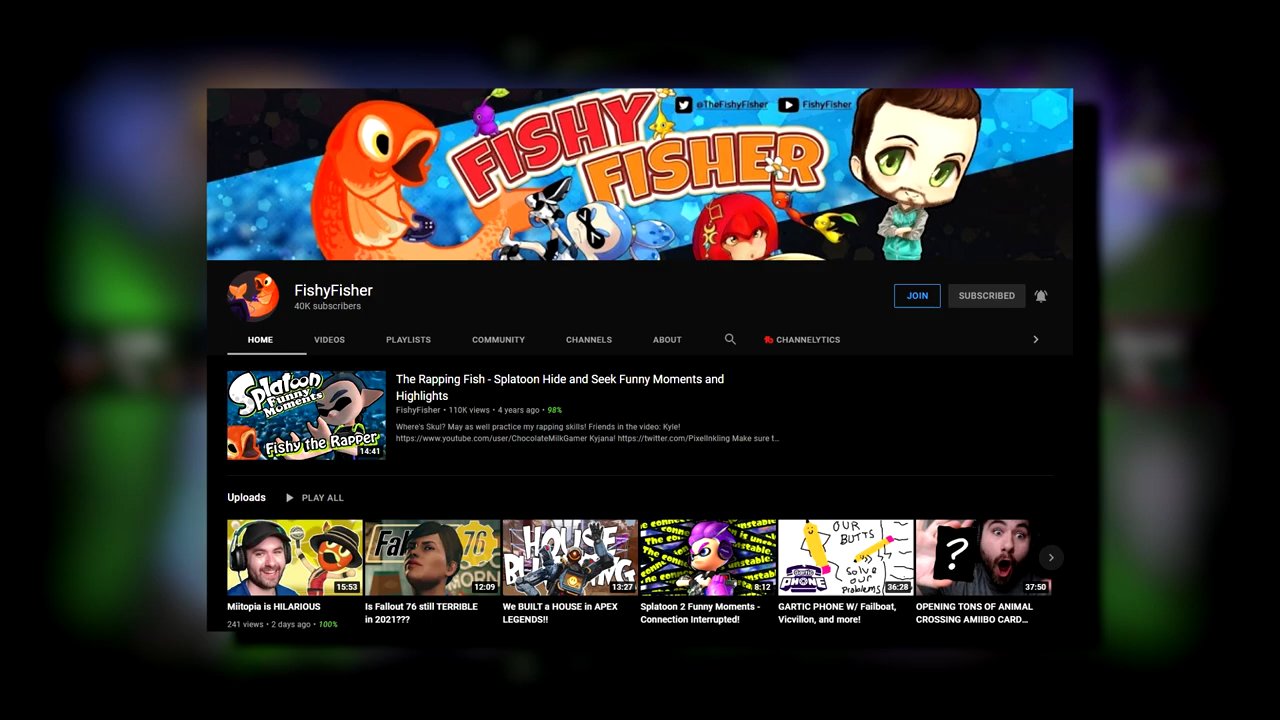 @TheFishyFisher FishyFisher
FISHY
FISHER
FishyFisher
40K subscribers
JOIN SUBSCRIBED
HOME VIDEOS PLAYLISTS COMMUNITY CHANNELS ABOUT CHANNELYTICS
Splatoon
Funny
Moments
Fishy the Rapper
14:41
The Rapping Fish - Splatoon Hide and Seek Funny Moments and
Highlights
FishyFisher • 110K views • 4 years ago • 98%
Where's Skul? May as well practice my rapping skills! Friends in the video: Kyle!
https://www.youtube.com/user/ChocolateMilkGamer Kyjana! https://twitter.com/PixelInkling Make sure t...
Uploads PLAY ALL
15:53
Miitopia is HILARIOUS
241 views • 2 days ago • 100%
76
12:09
Is Fallout 76 still TERRIBLE
in 2021???
HOUSE
13:27
We BUILT a HOUSE in APEX
LEGENDS!!
8:12
Splatoon 2 Funny Moments -
Connection Interrupted!
OUR
BUTTS
Solve
our
Problems
GARTIC
PHONE
36:28
GARTIC PHONE W/ Failboat,
Vicvillon, and more!
?
37:50
OPENING TONS OF ANIMAL
CROSSING AMIIBO CARD...